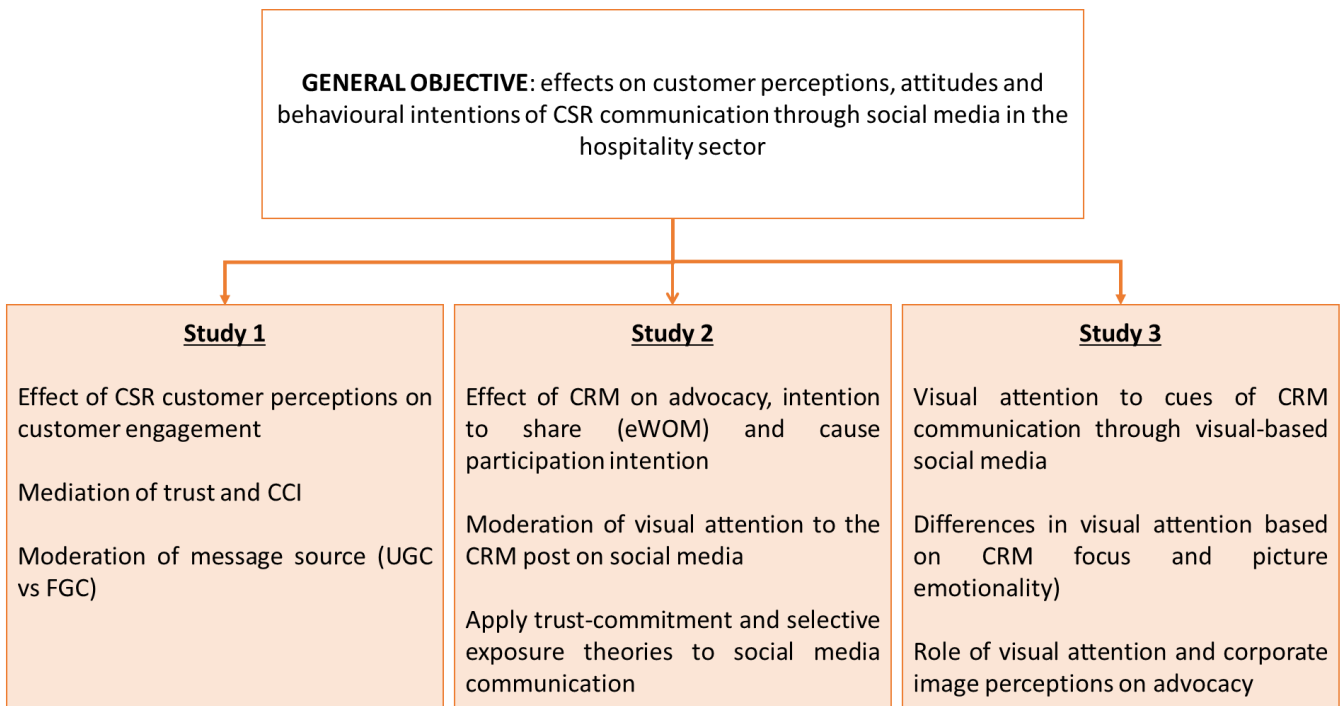 GENERAL OBJECTIVE: effects on customer perceptions, attitudes and
behavioural intentions of CSR communication through social media in the
hospitality sector
Study 1
Effect of CSR customer perceptions on
customer engagement
Mediation of trust and CCI
Moderation of message source (UGC
vs FGC)
Study 2
Effect of CRM on advocacy, intention
to share (eWOM) and cause
participation intention
Moderation of visual attention to the
CRM post on social media
Apply trust-commitment and selective
exposure theories to social media
communication
Study 3
Visual attention to cues of CRM
communication through visual-based
social media
Differences in visual attention based
on CRM focus and picture
emotionality)
Role of visual attention and corporate
image perceptions on advocacy